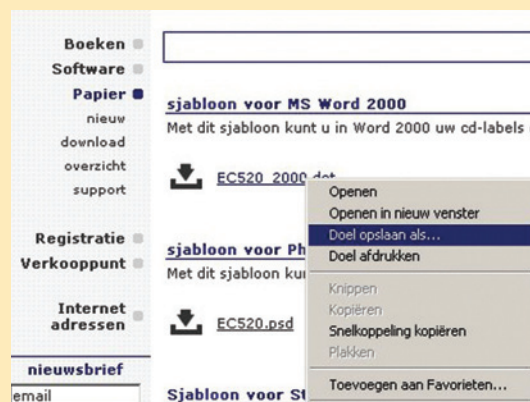 Boeken
Software
Papier
nieuw
download
overzicht
support
Registratie
Verkooppunt
Internet
adressen
nieuwsbrief
email
sjabloon voor MS Word 2000
Met dit sjabloon kunt u in Word 2000 uw cd-labels
EC520_2000.dot
sjabloon voor Ph
Met dit sjabloon ku
EC520.psd
Sjabloon voor St
Openen
Openen in nieuw venster
Doel opslaan als...
Doel afdrukken
Knippen
Kopiëren
Snelkoppeling kopiëren
Plakken
Toevoegen aan Favorieten...